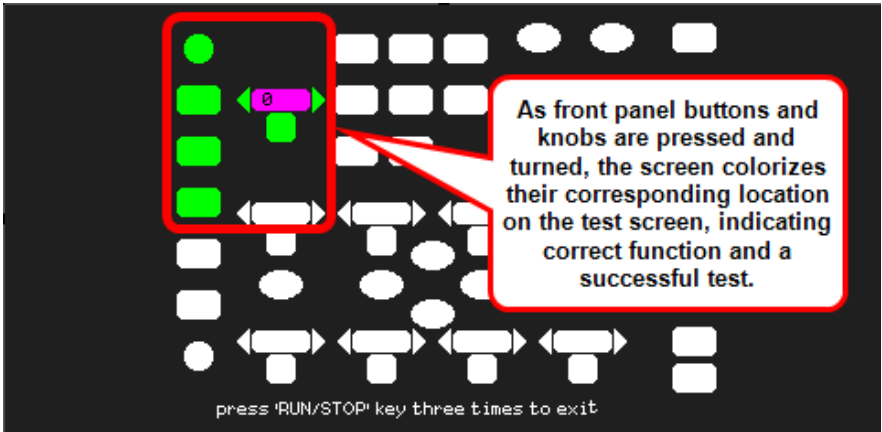 0
As front panel buttons and
knobs are pressed and
turned, the screen colorizes
their corresponding location
on the test screen, indicating
correct function and a
successful test.
press 'RUN/STOP' key three times to exit